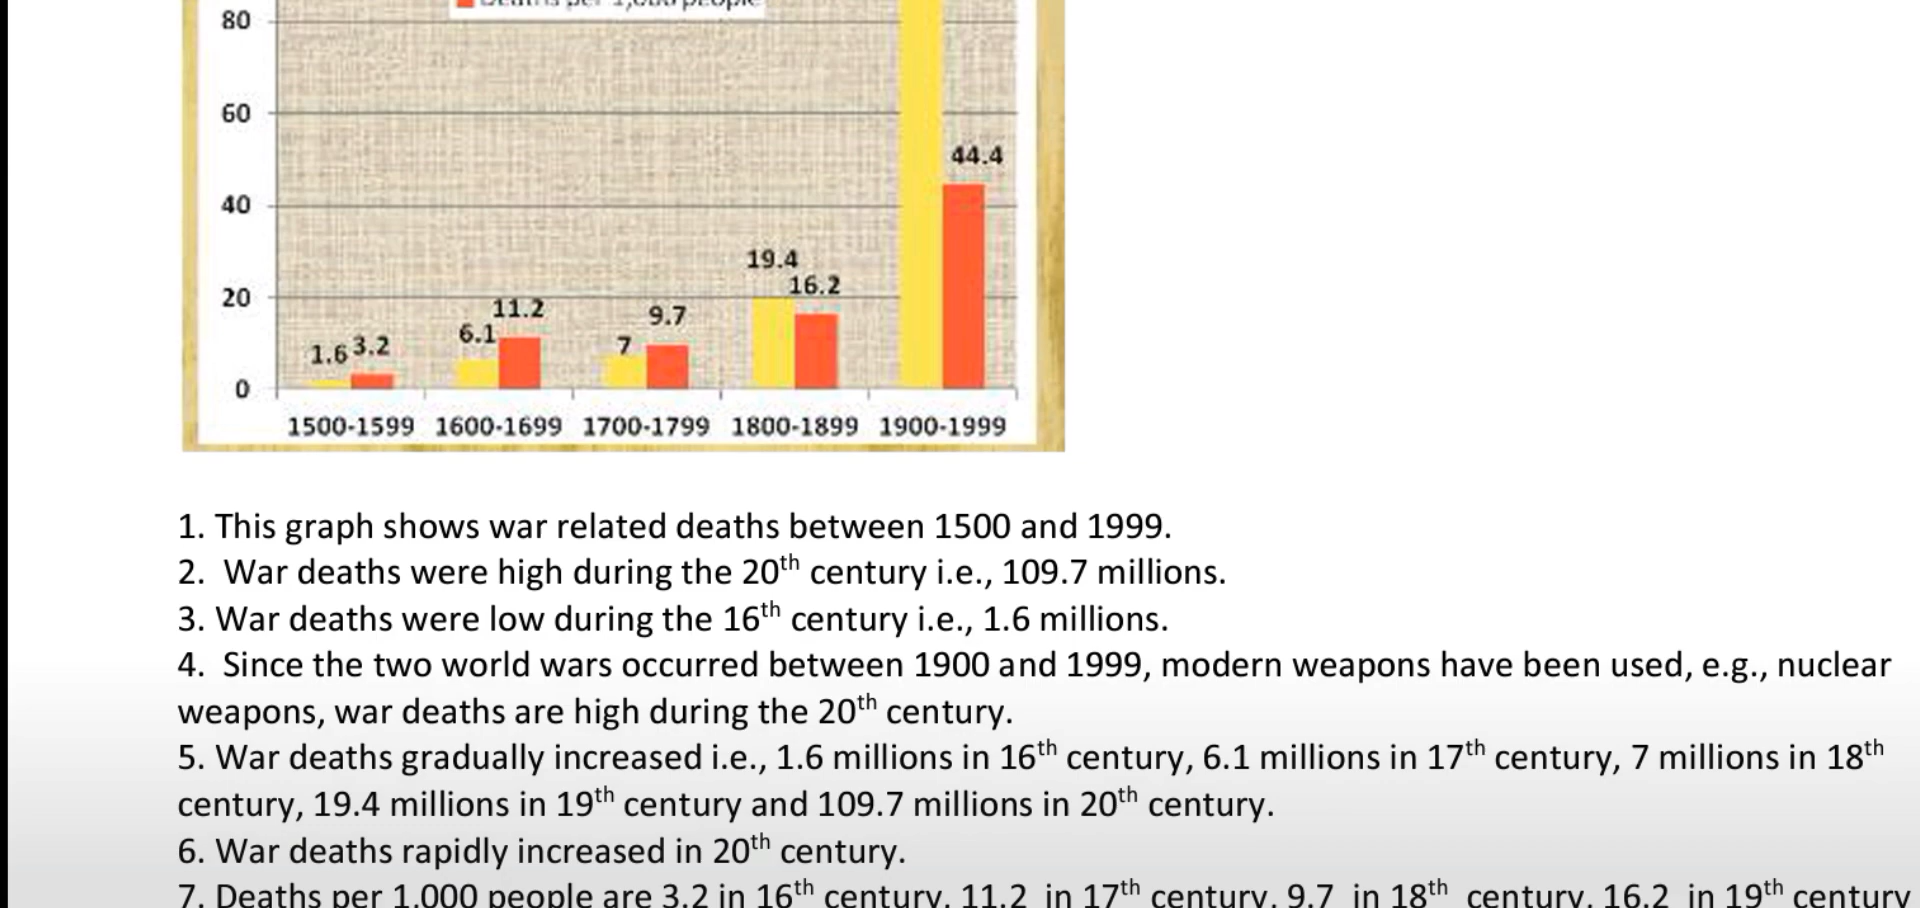 Deaths per 1,000 people
80
60
44.4
40
19.4
16.2
20
11.2
9.7
6.1
7
1.6 3.2
0
1500-1599 1600-1699 1700-1799 1800-1899 1900-1999
1. This graph shows war related deaths between 1500 and 1999.
2. War deaths were high during the 20th century i.e., 109.7 millions.
3. War deaths were low during the 16th century i.e., 1.6 millions.
4. Since the two world wars occurred between 1900 and 1999, modern weapons have been used, e.g., nuclear
weapons, war deaths are high during the 20th century.
5. War deaths gradually increased i.e., 1.6 millions in 16th century, 6.1 millions in 17th century, 7 millions in 18th
century, 19.4 millions in 19th century and 109.7 millions in 20th century.
6. War deaths rapidly increased in 20th century.
7. Deaths per 1,000 people are 3.2 in 16th century, 11.2 in 17th century, 9.7 in 18th century, 16.2 in 19th century